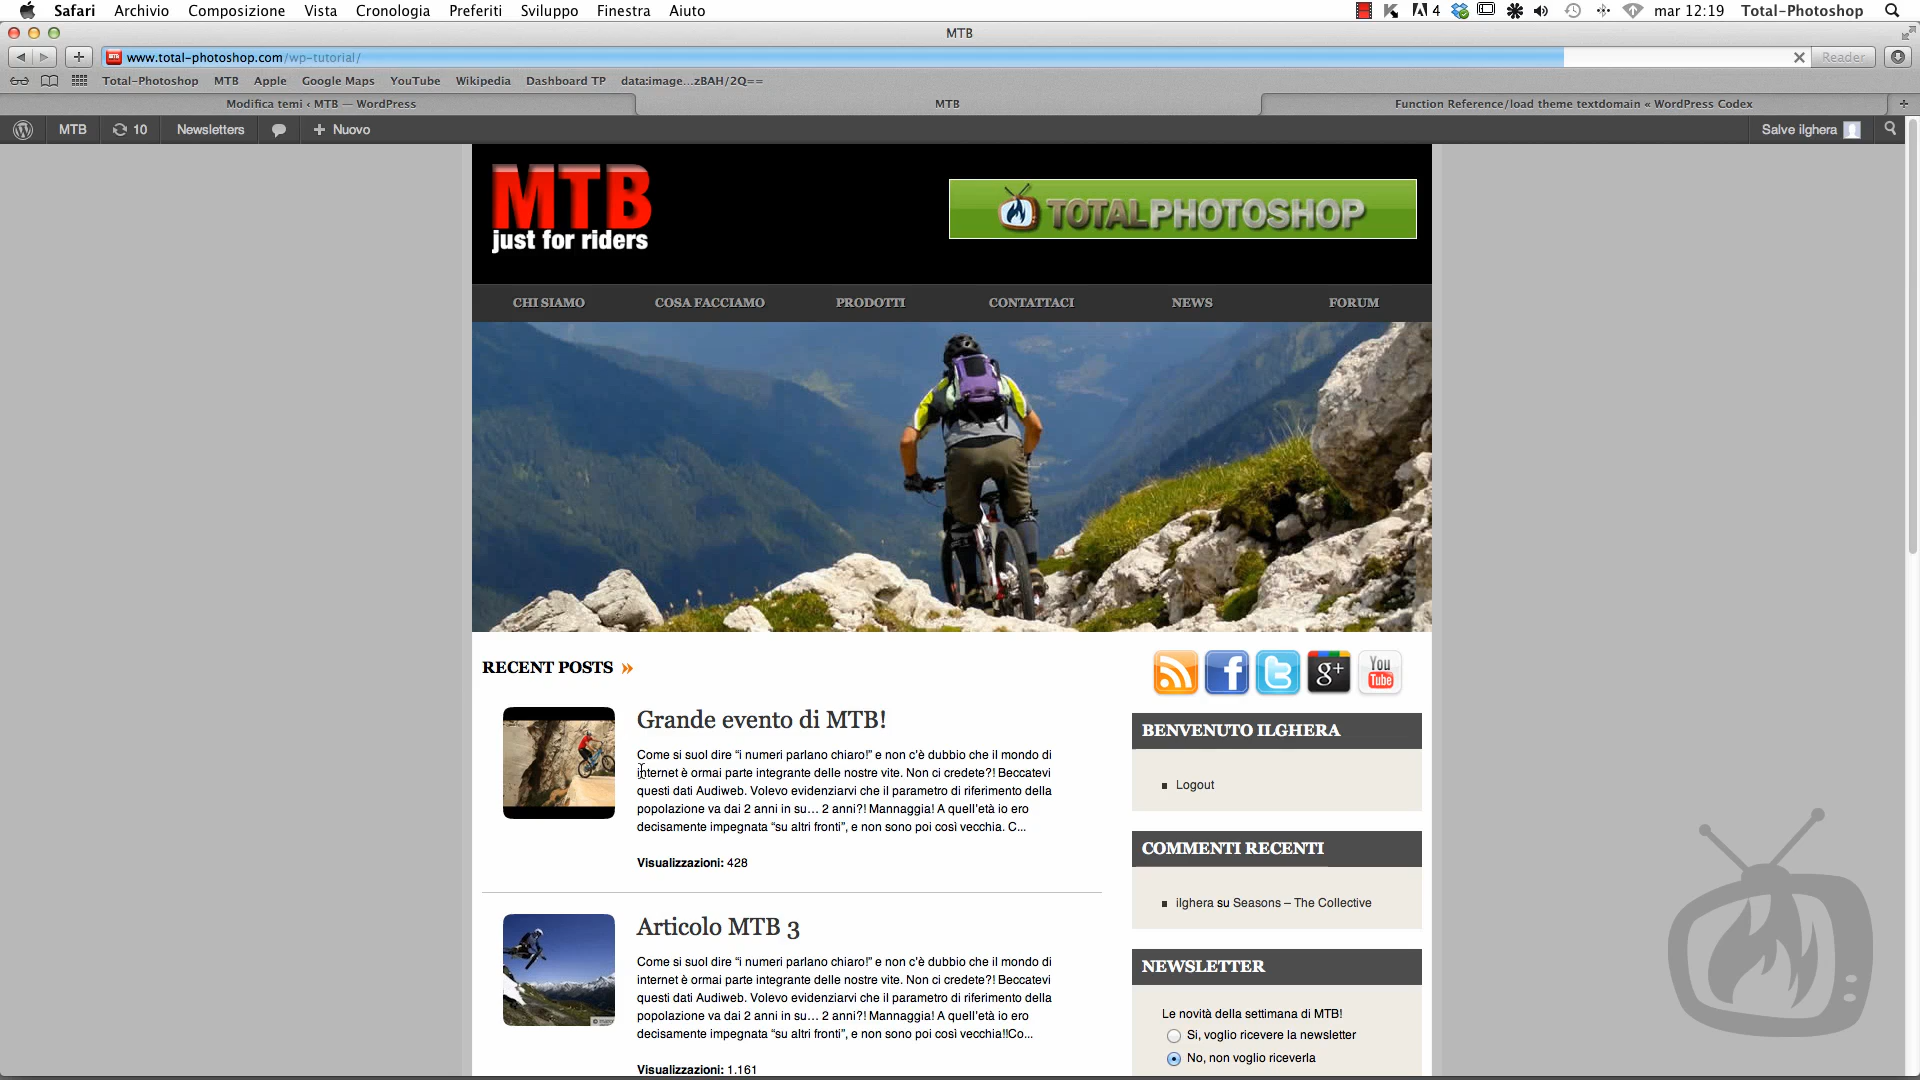 Safari Archivio Composizione Vista Cronologia Preferiti Sviluppo Finestra Aiuto 4 mar 12:19 Total-Photoshop
MTB
www.total-photoshop.com/wp-tutorial/ Reader
Total-Photoshop MTB Apple Google Maps YouTube Wikipedia Dashboard TP data:image...zBAH/2Q==
Modifica temi ‹ MTB — WordPress MTB Function Reference/load theme textdomain « WordPress Codex
MTB 10 Newsletters + Nuovo Salve ilghera
MTB
just for riders
TOTALPHOTOSHOP
CHI SIAMO COSA FACCIAMO PRODOTTI CONTATTACI NEWS FORUM
RECENT POSTS »
Grande evento di MTB!
Come si suol dire “i numeri parlano chiaro!” e non c’è dubbio che il mondo di
internet è ormai parte integrante delle nostre vite. Non ci credete?! Beccatevi
questi dati Audiweb. Volevo evidenziarvi che il parametro di riferimento della
popolazione va dai 2 anni in su… 2 anni?! Mannaggia! A quell’età io ero
decisamente impegnata “su altri fronti”, e non sono poi così vecchia. C...
Visualizzazioni: 428
Articolo MTB 3
Come si suol dire “i numeri parlano chiaro!” e non c’è dubbio che il mondo di
internet è ormai parte integrante delle nostre vite. Non ci credete?! Beccatevi
questi dati Audiweb. Volevo evidenziarvi che il parametro di riferimento della
popolazione va dai 2 anni in su… 2 anni?! Mannaggia! A quell’età io ero
decisamente impegnata “su altri fronti”, e non sono poi così vecchia!!Co...
Visualizzazioni: 1.161
f t g+ You Tube
BENVENUTO ILGHERA
Logout
COMMENTI RECENTI
ilghera su Seasons – The Collective
NEWSLETTER
Le novità della settimana di MTB!
Si, voglio ricevere la newsletter
No, non voglio riceverla